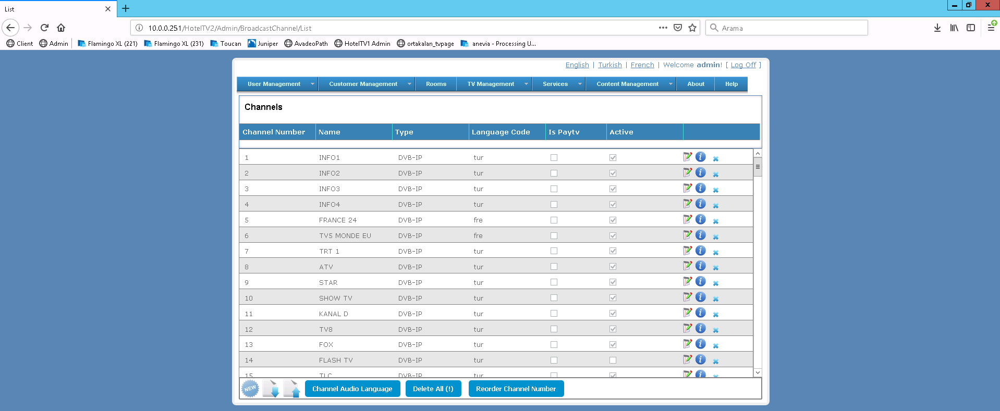 List
10.0.0.251/HotelTV2/Admin/BroadcastChannel/List
Arama
Client Admin Flamingo XL (221) Flamingo XL (231) Toucan Juniper AvadeoPath HotelTV1 Admin ortakalan_tvpage anevia - Processing U...
English | Turkish | French | Welcome admin! [ Log Off ]
User Management Customer Management Rooms TV Management Services Content Management About Help
Channels
Channel Number Name Type Language Code Is Paytv Active
1 INFO1 DVB-IP tur
2 INFO2 DVB-IP tur
3 INFO3 DVB-IP tur
4 INFO4 DVB-IP tur
5 FRANCE 24 DVB-IP fre
6 TV5 MONDE EU DVB-IP fre
7 TRT 1 DVB-IP tur
8 ATV DVB-IP tur
9 STAR DVB-IP tur
10 SHOW TV DVB-IP tur
11 KANAL D DVB-IP tur
12 TV8 DVB-IP tur
13 FOX DVB-IP tur
14 FLASH TV DVB-IP tur
15 TLC DVB-IP tur
NEW Channel Audio Language Delete All (!) Reorder Channel Number